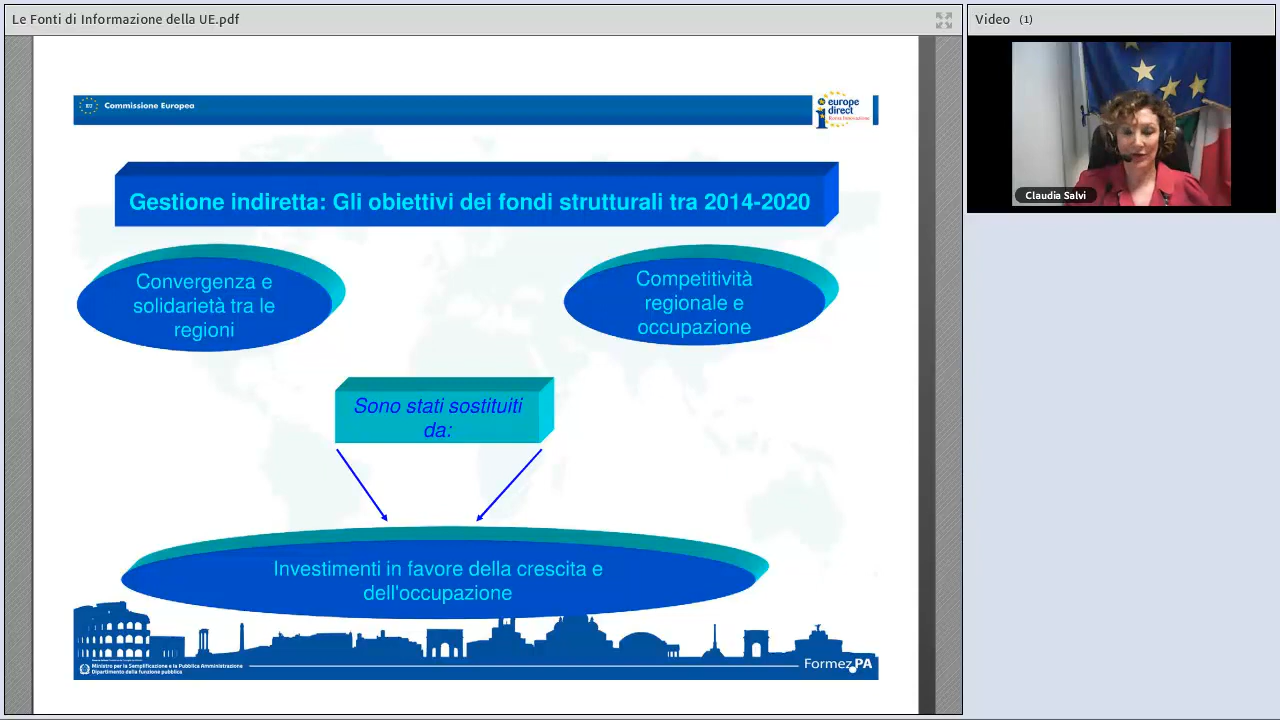 Le Fonti di Informazione della UE.pdf
Video (1)
Commissione Europea
europe
direct
Roma Innovazione
Claudia Salvi
Gestione indiretta: Gli obiettivi dei fondi strutturali tra 2014-2020
Convergenza e
solidarietà tra le
regioni
Competitività
regionale e
occupazione
Sono stati sostituiti
da:
Investimenti in favore della crescita e
dell'occupazione
Ministro per la Semplificazione e la Pubblica Amministrazione
Dipartimento della funzione pubblica
FormezPA